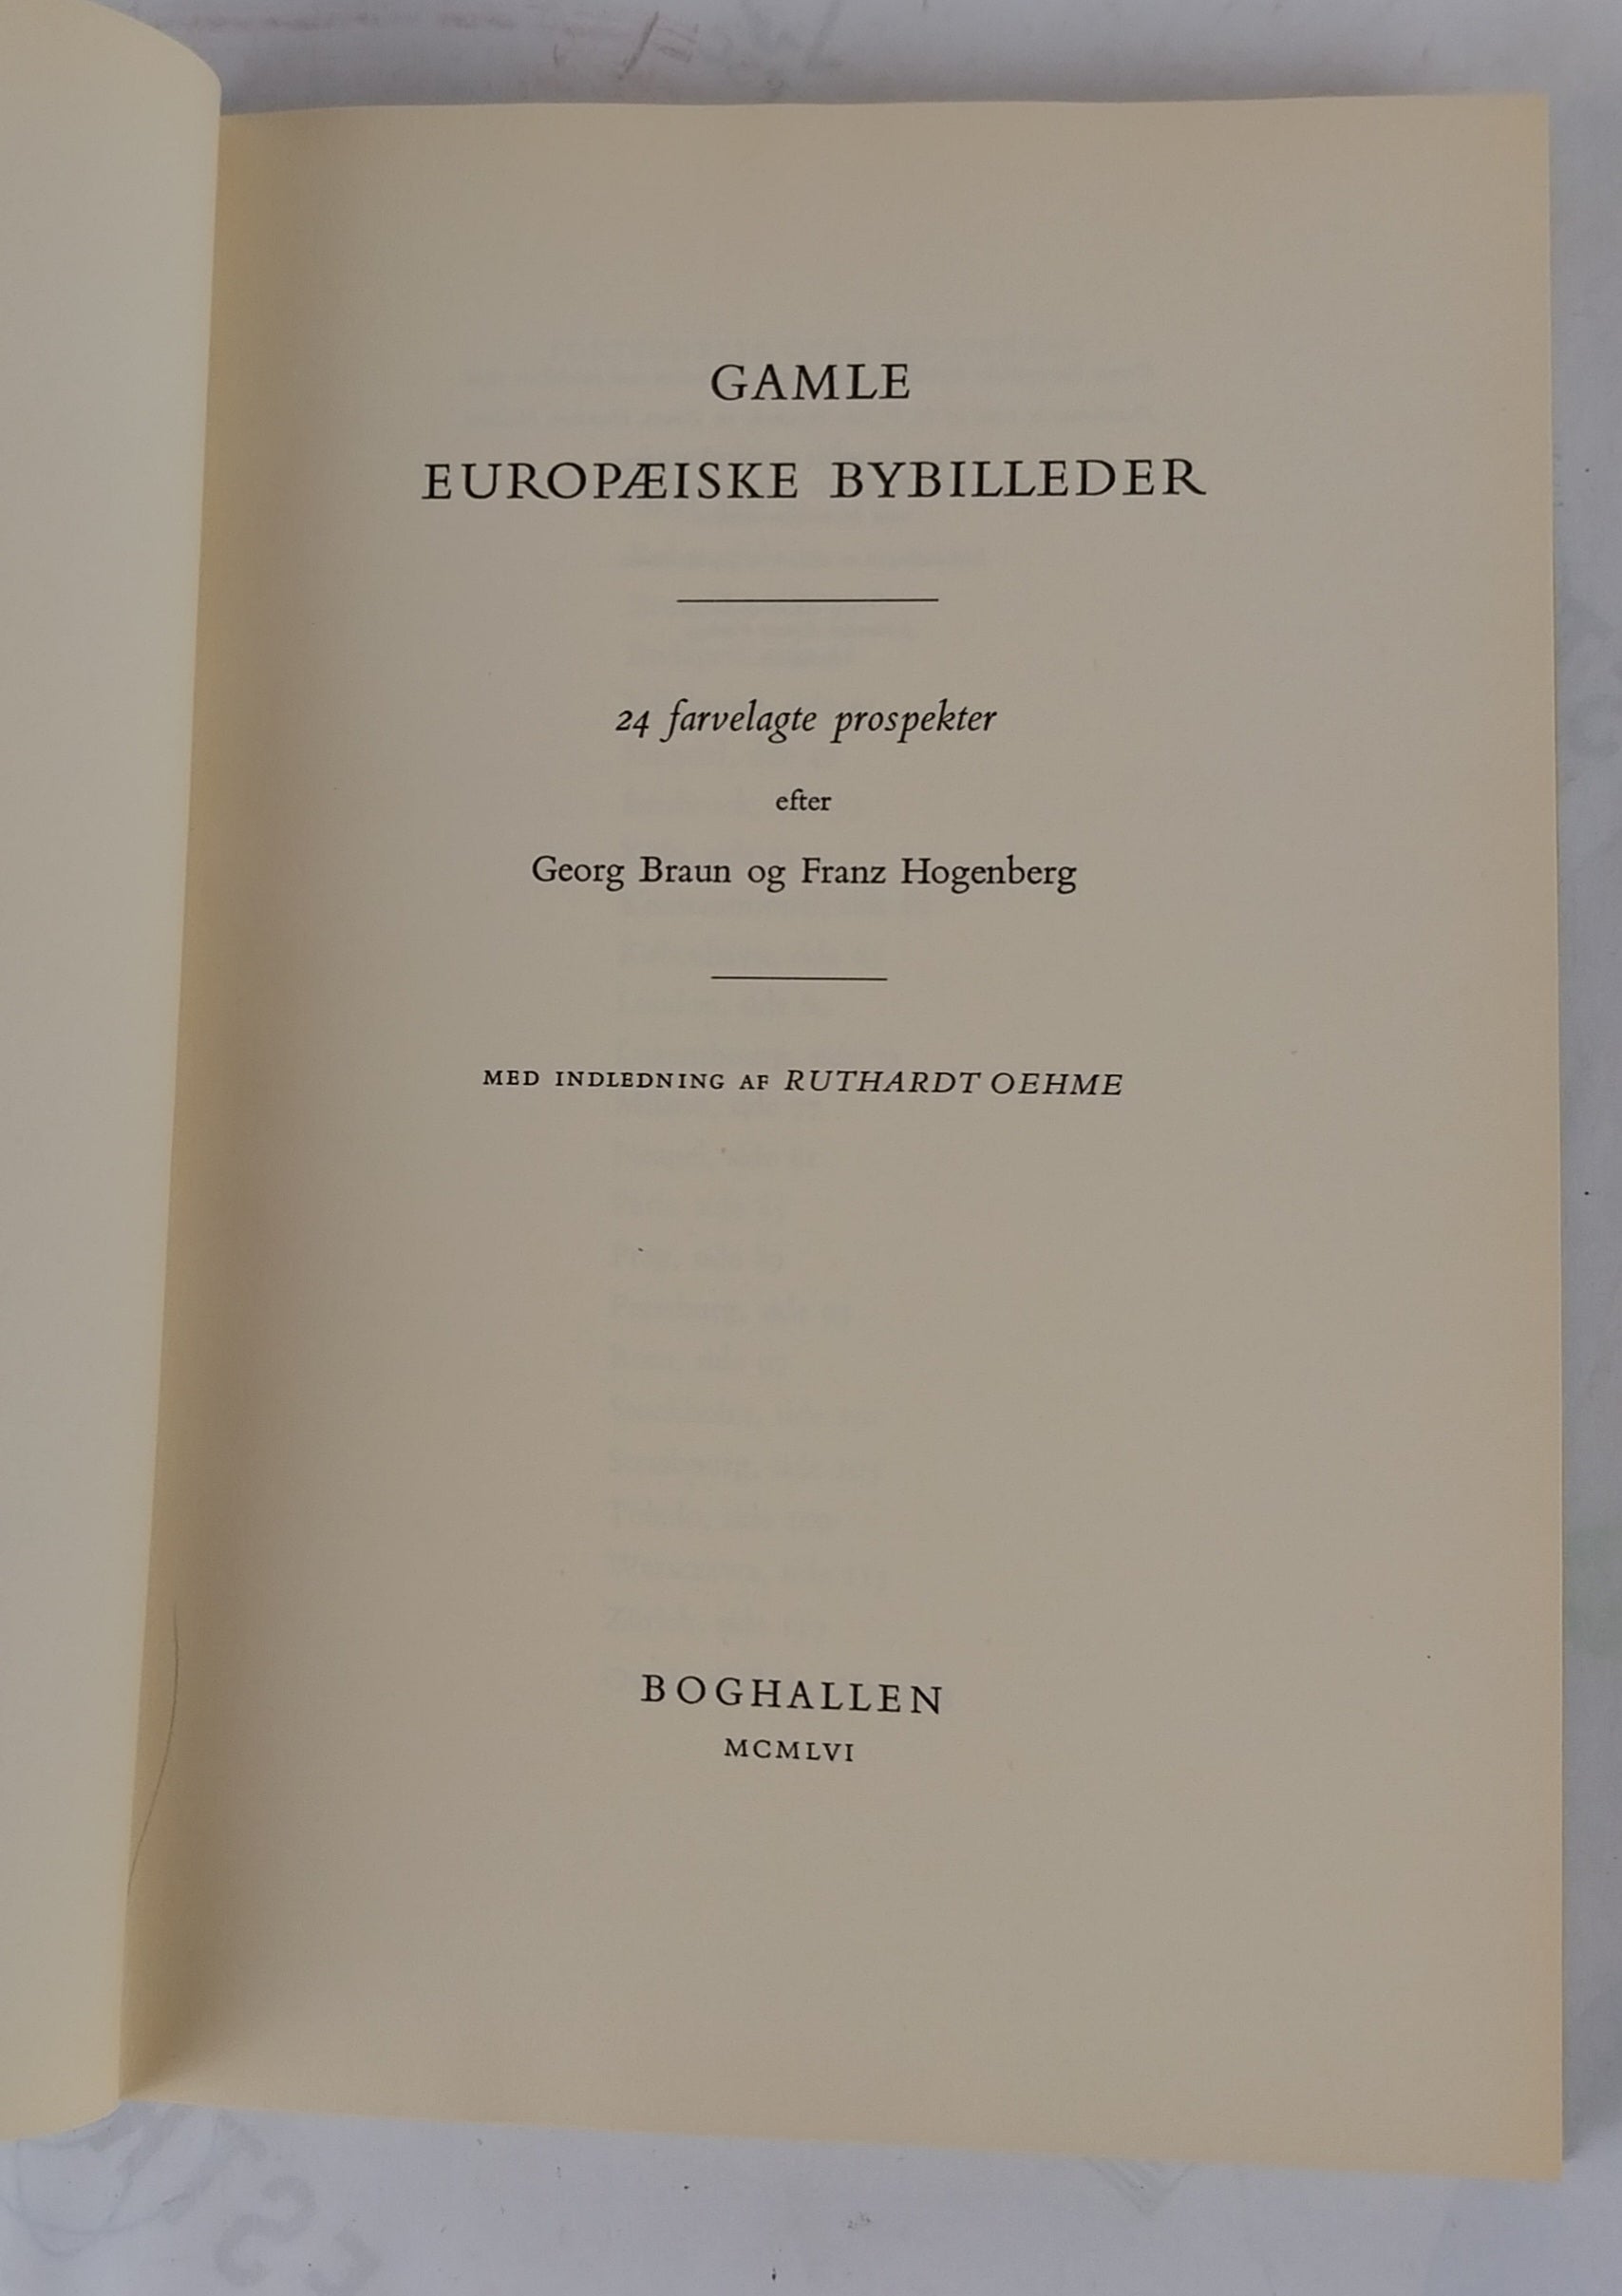 GAMLE
EUROPÆISKE BYBILLEDER
24 farvelagte prospekter
efter
Georg Braun og Franz Hogenberg
MED INDLEDNING AF RUTHARDT OEHME
BOGHALLEN
MCMLVI